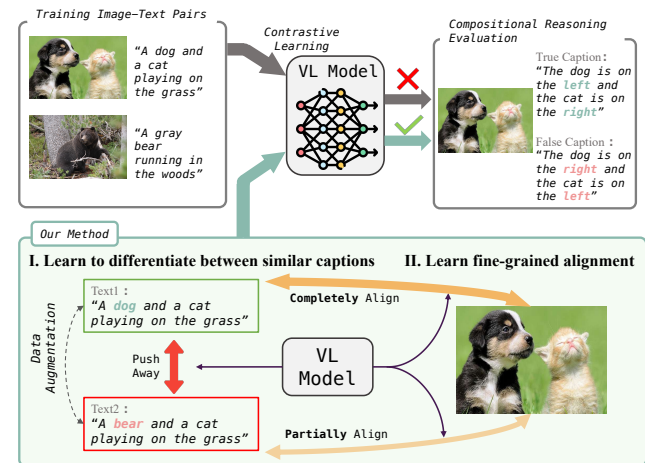 Training Image-Text Pairs
“A dog and
a cat
playing on
the grass”
“A gray
bear
running in
the woods”
Contrastive
Learning
VL Model
Compositional Reasoning
Evaluation
True Caption:
“The dog is on
the left and
the cat is on
the right”
False Caption:
“The dog is on
the right and
the cat is on
the left”
Our Method
I. Learn to differentiate between similar captions
II. Learn fine-grained alignment
Text1:
“A dog and a cat
playing on the grass”
Completely Align
Data
Augmentation
Push
Away
VL
Model
Text2:
“A bear and a cat
playing on the grass”
Partially Align